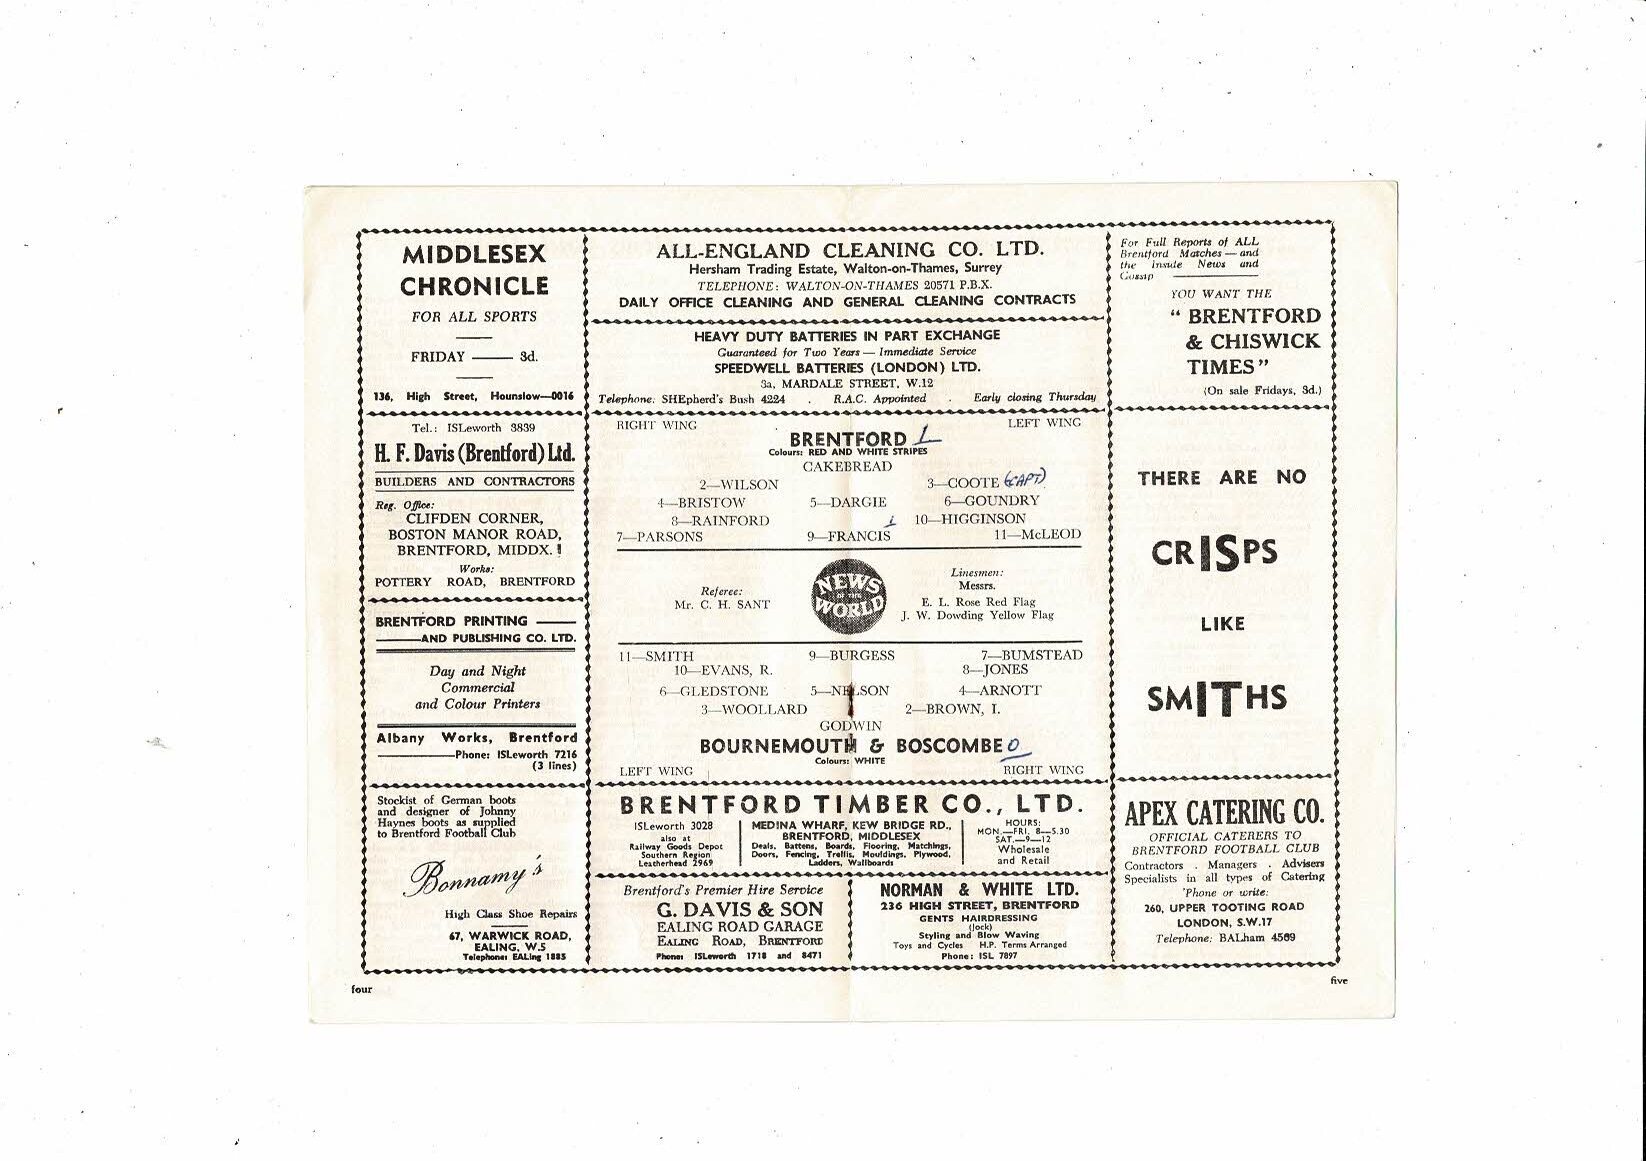 MIDDLESEX
CHRONICLE
FOR ALL SPORTS
FRIDAY —— 3d.
136, High Street, Hounslow—0016
Tel.: ISLeworth 3839
H. F. Davis (Brentford) Ltd.
BUILDERS AND CONTRACTORS
Reg. Office:
CLIFDEN CORNER,
BOSTON MANOR ROAD,
BRENTFORD, MIDDX.
Works:
POTTERY ROAD, BRENTFORD
BRENTFORD PRINTING ——
——AND PUBLISHING CO. LTD.
Day and Night
Commercial
and Colour Printers
Albany Works, Brentford
——Phone: ISLeworth 7216
(3 lines)
Stockist of German boots
and designer of Johnny
Haynes boots as supplied
to Brentford Football Club
Bonnamy's
High Class Shoe Repairs
67, WARWICK ROAD,
EALING, W.5
Telephone: EALing 1885
four
ALL-ENGLAND CLEANING CO. LTD.
Hersham Trading Estate, Walton-on-Thames, Surrey
TELEPHONE: WALTON-ON-THAMES 20571 P.B.X.
DAILY OFFICE CLEANING AND GENERAL CLEANING CONTRACTS
HEAVY DUTY BATTERIES IN PART EXCHANGE
Guaranteed for Two Years — Immediate Service
SPEEDWELL BATTERIES (LONDON) LTD.
3a, MARDALE STREET, W.12
Telephone: SHEpherd's Bush 4224 . R.A.C. Appointed . Early closing Thursday
RIGHT WING LEFT WING
BRENTFORD 1
Colours: RED AND WHITE STRIPES
CAKEBREAD
2—WILSON 3—COOTE (CAPT)
4—BRISTOW 5—DARGIE 6—GOUNDRY
8—RAINFORD 1 10—HIGGINSON
7—PARSONS 9—FRANCIS 11—McLEOD
Referee:
Mr. C. H. SANT
NEWS
OF THE
WORLD
Linesmen:
Messrs.
E. L. Rose Red Flag
J. W. Dowding Yellow Flag
11—SMITH 9—BURGESS 7—BUMSTEAD
10—EVANS, R. 8—JONES
6—GLEDSTONE 5—NELSON 4—ARNOTT
3—WOOLLARD 2—BROWN, I.
GODWIN
BOURNEMOUTH & BOSCOMBE 0
Colours: WHITE
LEFT WING RIGHT WING
BRENTFORD TIMBER CO., LTD.
ISLeworth 3028
also at
Railway Goods Depot
Southern Region
Leatherhead 2969
MEDINA WHARF, KEW BRIDGE RD.,
BRENTFORD, MIDDLESEX
Deals, Battens, Boards, Flooring, Matchings,
Doors, Fencing, Trellis, Mouldings, Plywood,
Ladders, Wallboards
HOURS:
MON.—FRI. 8—5.30
SAT.—9—12
Wholesale
and Retail
Brentford's Premier Hire Service
G. DAVIS & SON
EALING ROAD GARAGE
EALING ROAD, BRENTFORD
Phone: ISLeworth 1718 and 8471
NORMAN & WHITE LTD.
236 HIGH STREET, BRENTFORD
GENTS HAIRDRESSING
(Jock)
Styling and Blow Waving
Toys and Cycles H.P. Terms Arranged
Phone: ISL 7897
For Full Reports of ALL
Brentford Matches — and
the Inside News and
Gossip ——
YOU WANT THE
" BRENTFORD
& CHISWICK
TIMES"
(On sale Fridays, 3d.)
THERE ARE NO
CRISPS
LIKE
SMITHS
APEX CATERING CO.
OFFICIAL CATERERS TO
BRENTFORD FOOTBALL CLUB
Contractors . Managers . Advisers
Specialists in all types of Catering
'Phone or write:
260, UPPER TOOTING ROAD
LONDON, S.W.17
Telephone: BALham 4569
five